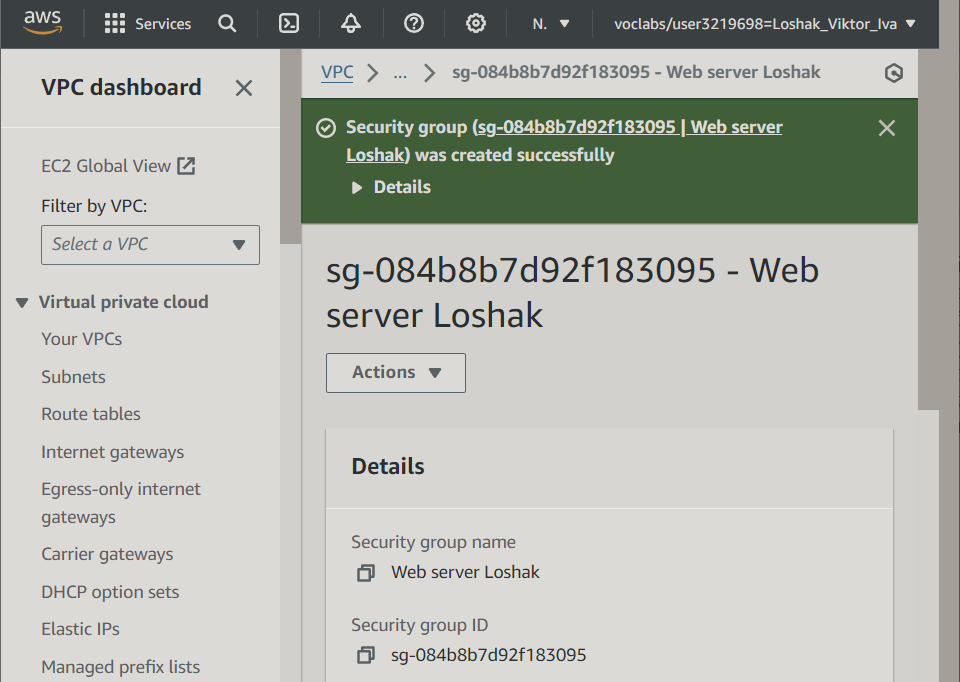 aws
Services
N.
voclabs/user3219698=Loshak_Viktor_Iva
VPC dashboard
EC2 Global View
Filter by VPC:
Select a VPC
Virtual private cloud
Your VPCs
Subnets
Route tables
Internet gateways
Egress-only internet
gateways
Carrier gateways
DHCP option sets
Elastic IPs
Managed prefix lists
VPC
...
sg-084b8b7d92f183095 - Web server Loshak
Security group (sg-084b8b7d92f183095 | Web server
Loshak) was created successfully
Details
sg-084b8b7d92f183095 - Web
server Loshak
Actions
Details
Security group name
Web server Loshak
Security group ID
sg-084b8b7d92f183095